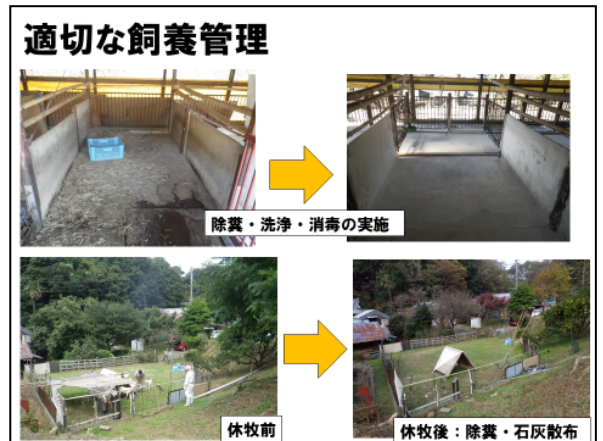 適切な飼養管理
除糞・洗浄・消毒の実施
休牧前
休牧後：除糞・石灰散布